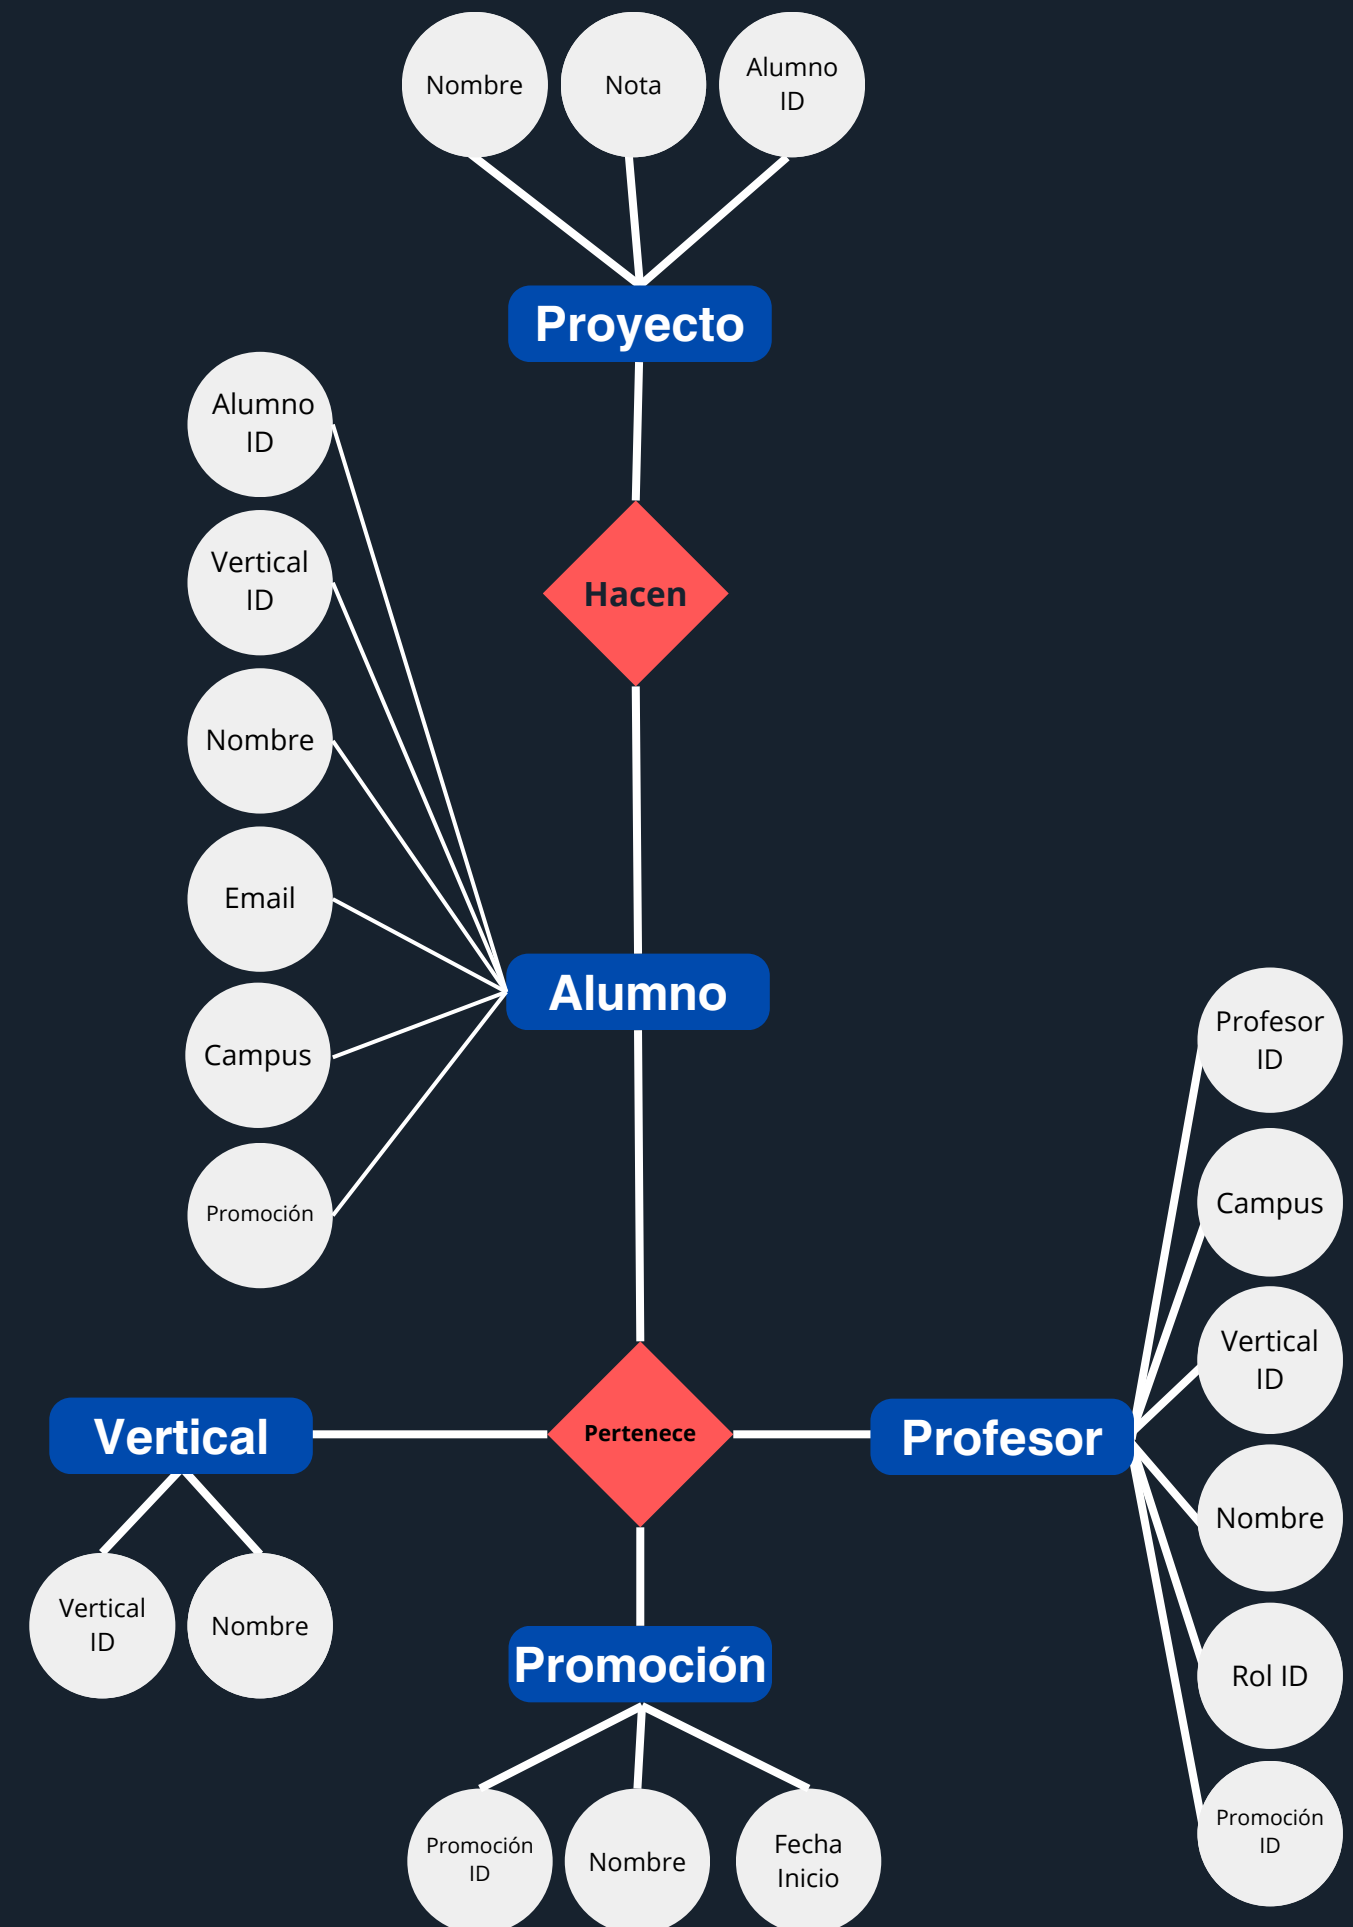 Nombre
Nota
Alumno
ID
Proyecto
Alumno
ID
Vertical
ID
Hacen
Nombre
Email
Alumno
Campus
Promoción
Profesor
ID
Campus
Vertical
ID
Vertical
Pertenece
Profesor
Nombre
Vertical
ID
Nombre
Promoción
Rol ID
Promoción
ID
Nombre
Fecha
Inicio
Promoción
ID